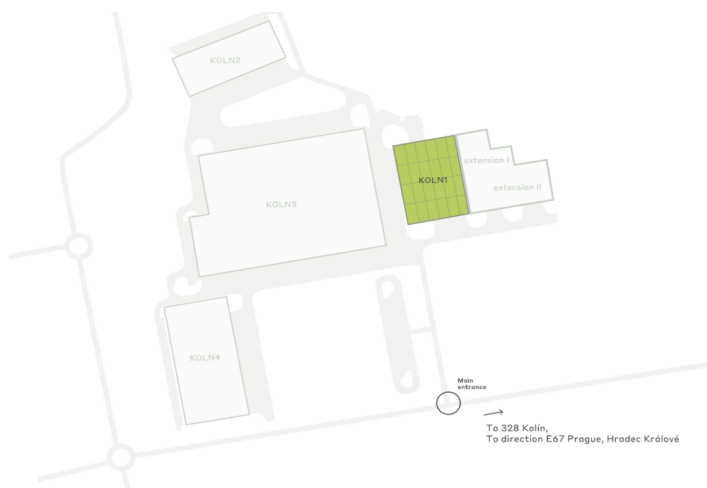 KOLN2
extension I
KOLN1
extension II
KOLN3
KOLN4
Main
entrance
To 328 Kolín,
To direction E67 Prague, Hradec Králové